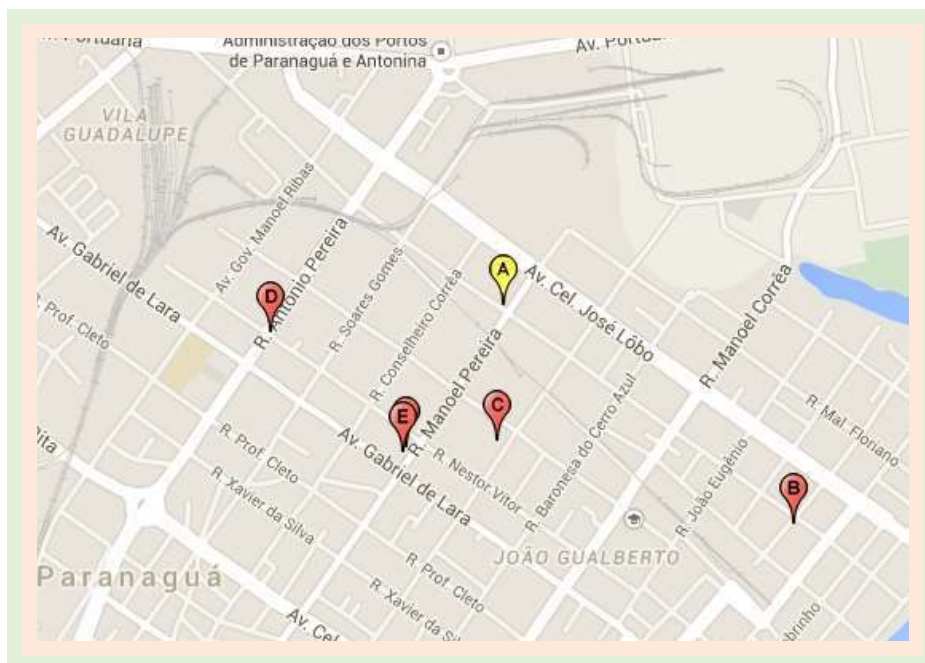 Administração dos Portos
de Paranaguá e Antonina
VILA
GUADALUPE
Av. Gov. Manoel Ribas
Av. Gabriel de Lara
R. Antonio Pereira
R. Soares Gomes
R. Conselheiro Corrêa
A
Av. Cel. José Lôbo
R. Manoel Corrêa
D
R. Prof. Cleto
R. Manoel Pereira
E
C
R. Baronesa do Cerro Azul
R. Mal. Floriano
R. Prof. Cleto
Av. Gabriel de Lara
R. Nestor Vitor
R. João Eugênio
B
R. Xavier da Silva
JOÃO GUALBERTO
Paranaguá
R. Prof. Cleto
R. Xavier da
Av. Cel